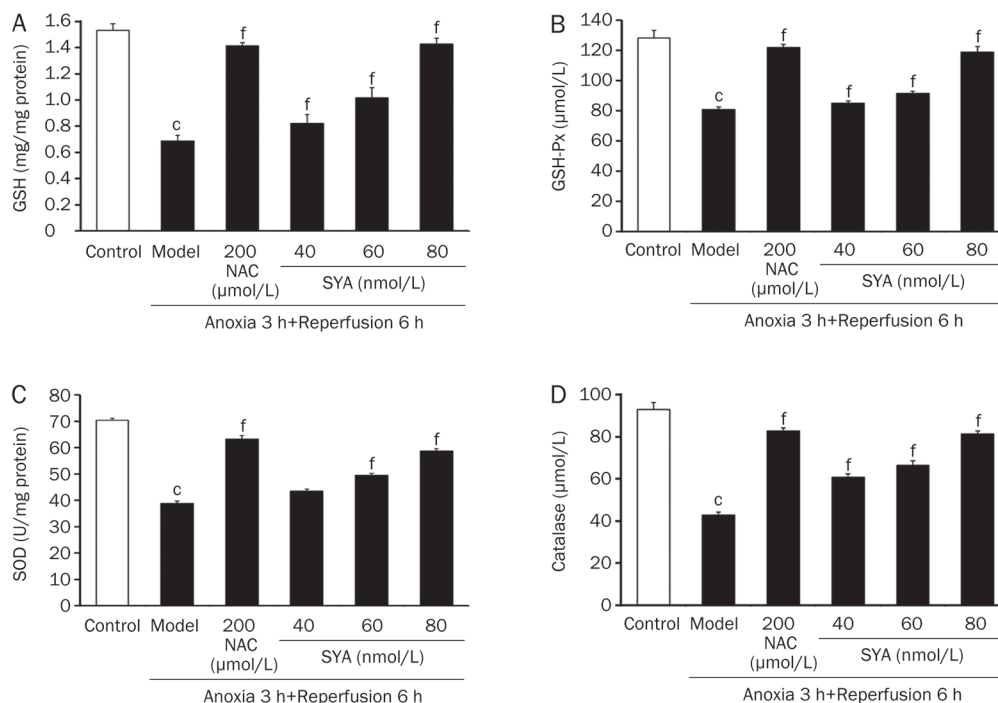 A
GSH (mg/mg protein)
1.6
1.4
1.2
1.0
0.8
0.6
0.4
0.2
0
c
f
f
f
f
Control Model 200 40 60 80
NAC
(μmol/L)
SYA (nmol/L)
Anoxia 3 h+Reperfusion 6 h
B
GSH-Px (μmol/L)
140
120
100
80
60
40
20
0
c
f
f
f
f
Control Model 200 40 60 80
NAC
(μmol/L)
SYA (nmol/L)
Anoxia 3 h+Reperfusion 6 h
C
SOD (U/mg protein)
80
70
60
50
40
30
20
10
0
c
f
f
f
Control Model 200 40 60 80
NAC
(μmol/L)
SYA (nmol/L)
Anoxia 3 h+Reperfusion 6 h
D
Catalase (μmol/L)
100
80
60
40
20
0
c
f
f
f
f
Control Model 200 40 60 80
NAC
(μmol/L)
SYA (nmol/L)
Anoxia 3 h+Reperfusion 6 h